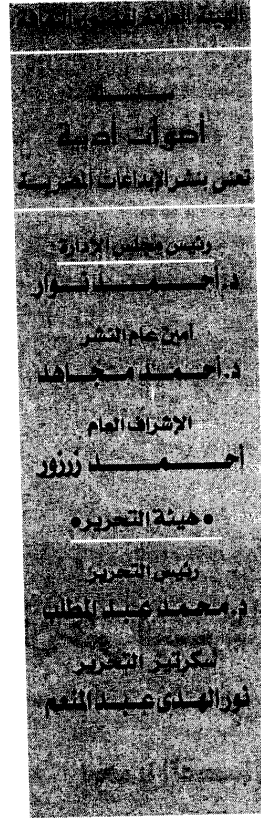 الهيئة العامة لقصور الثقافة
سلسلة
أصوات أدبية
تعنى بنشر الإبداعات المصرية
رئيس مجلس الإدارة
د. أحمد نوار
أمين عام النشر
د. أحمد مجاهد
الإشراف العام
أحمد زرزور
• هيئة التحرير •
رئيس التحرير
د. محمد عبد المطلب
سكرتير التحرير
نور الهدى عبد المنعم